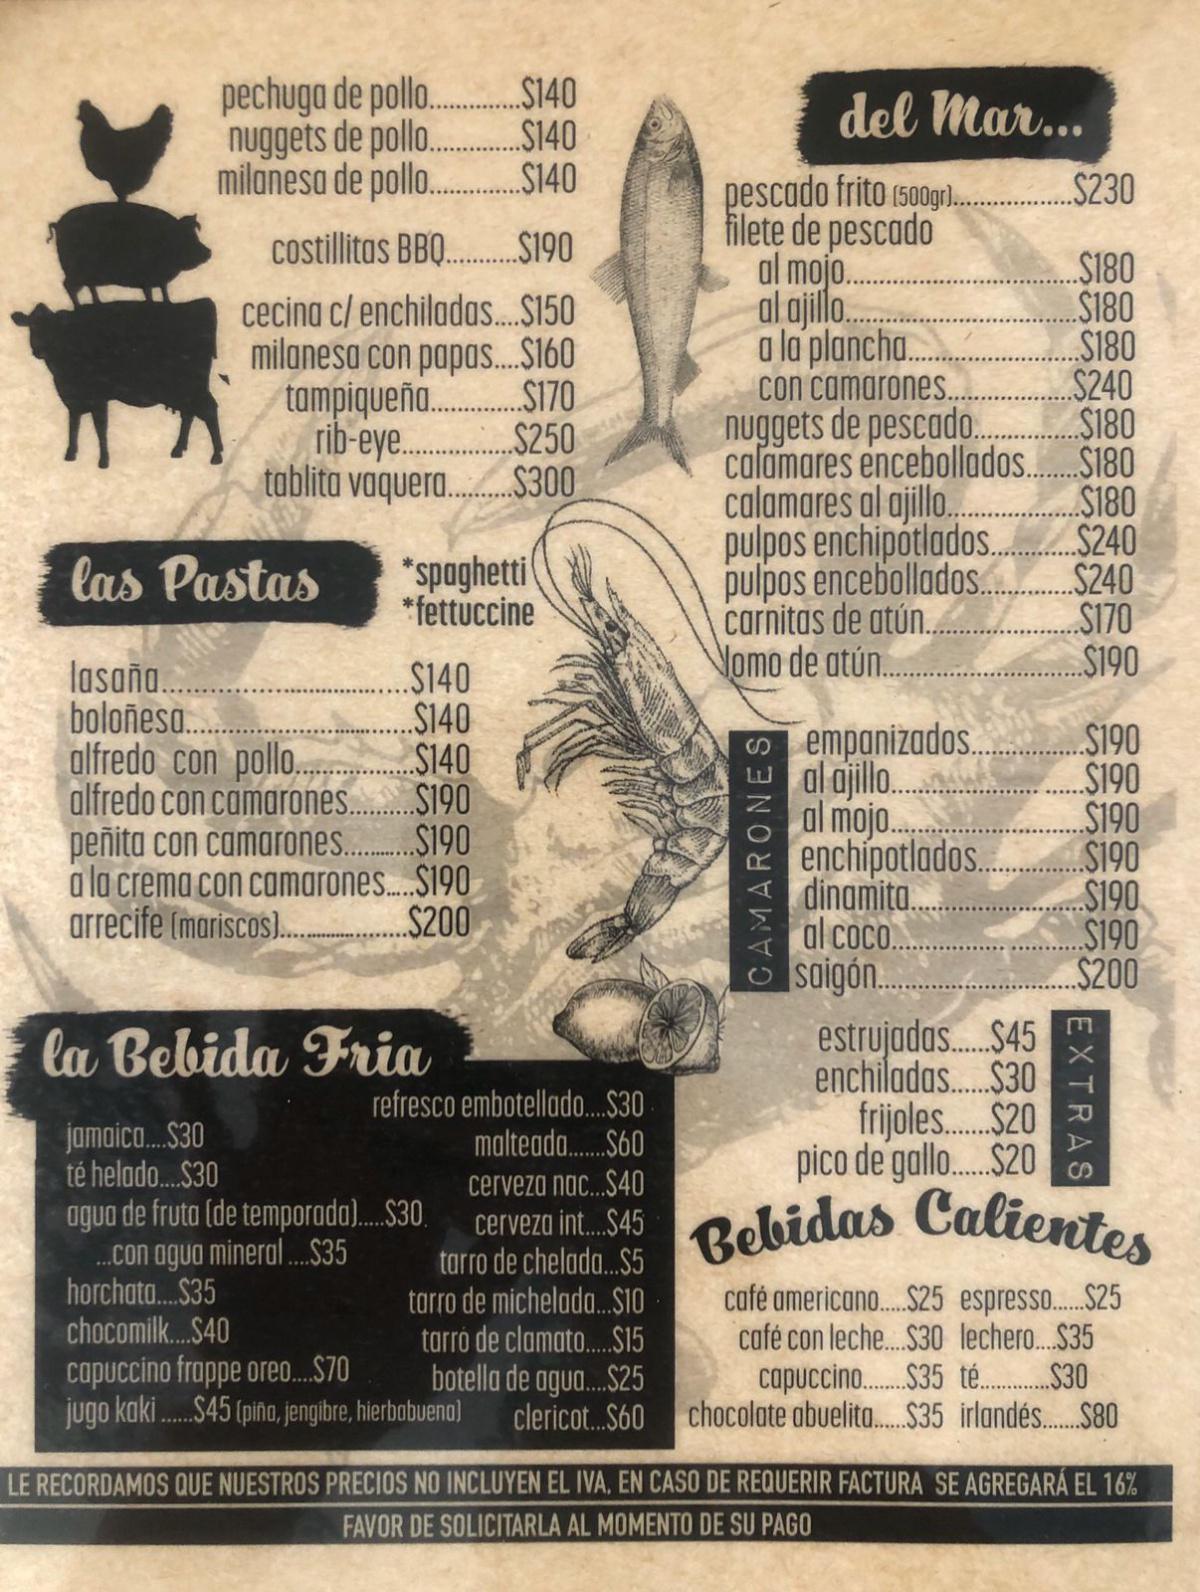 pechuga de pollo.............$140
nuggets de pollo.............$140
milanesa de pollo.............$140
costillitas BBQ..........$190
cecina c/ enchiladas....$150
milanesa con papas....$160
tampiqueña.............$170
rib-eye................$250
tablita vaquera.........$300
las Pastas
*spaghetti
*fettuccine
lasaña...................................$140
boloñesa................................$140
alfredo con pollo.................$140
alfredo con camarones.........$190
peñita con camarones..........$190
a la crema con camarones.....$190
arrecife (mariscos)..................$200
la Bebida Fria
jamaica....$30
té helado....$30
agua de fruta (de temporada).....$30
...con agua mineral ....$35
horchata....$35
chocomilk....$40
capuccino frappe oreo....$70
jugo kaki ......$45 (piña, jengibre, hierbabuena)
refresco embotellado....$30
malteada.......$60
cerveza nac...$40
cerveza int....$45
tarro de chelada...$5
tarro de michelada...$10
tarro de clamato.....$15
botella de agua....$25
clericot...$60
del Mar...
pescado frito (500gr).................$230
filete de pescado
al mojo.................................$180
al ajillo.................................$180
a la plancha.........................$180
con camarones..................$240
nuggets de pescado...............$180
calamares encebollados.......$180
calamares al ajillo...................$180
pulpos enchipotlados............$240
pulpos encebollados..............$240
carnitas de atún......................$170
lomo de atún.............................$190
CAMARONES
empanizados................$190
al ajillo...........................$190
al mojo............................$190
enchipotlados...............$190
dinamita.........................$190
al coco...........................$190
saigón.............................$200
EXTRAS
estrujadas......$45
enchiladas......$30
frijoles.......$20
pico de gallo......$20
Bebidas Calientes
café americano.....$25 espresso......$25
café con leche...$30 lechero....$35
capuccino.......$35 té............$30
chocolate abuelita......$35 irlandés.......$80
LE RECORDAMOS QUE NUESTROS PRECIOS NO INCLUYEN EL IVA, EN CASO DE REQUERIR FACTURA SE AGREGARÁ EL 16%
FAVOR DE SOLICITARLA AL MOMENTO DE SU PAGO